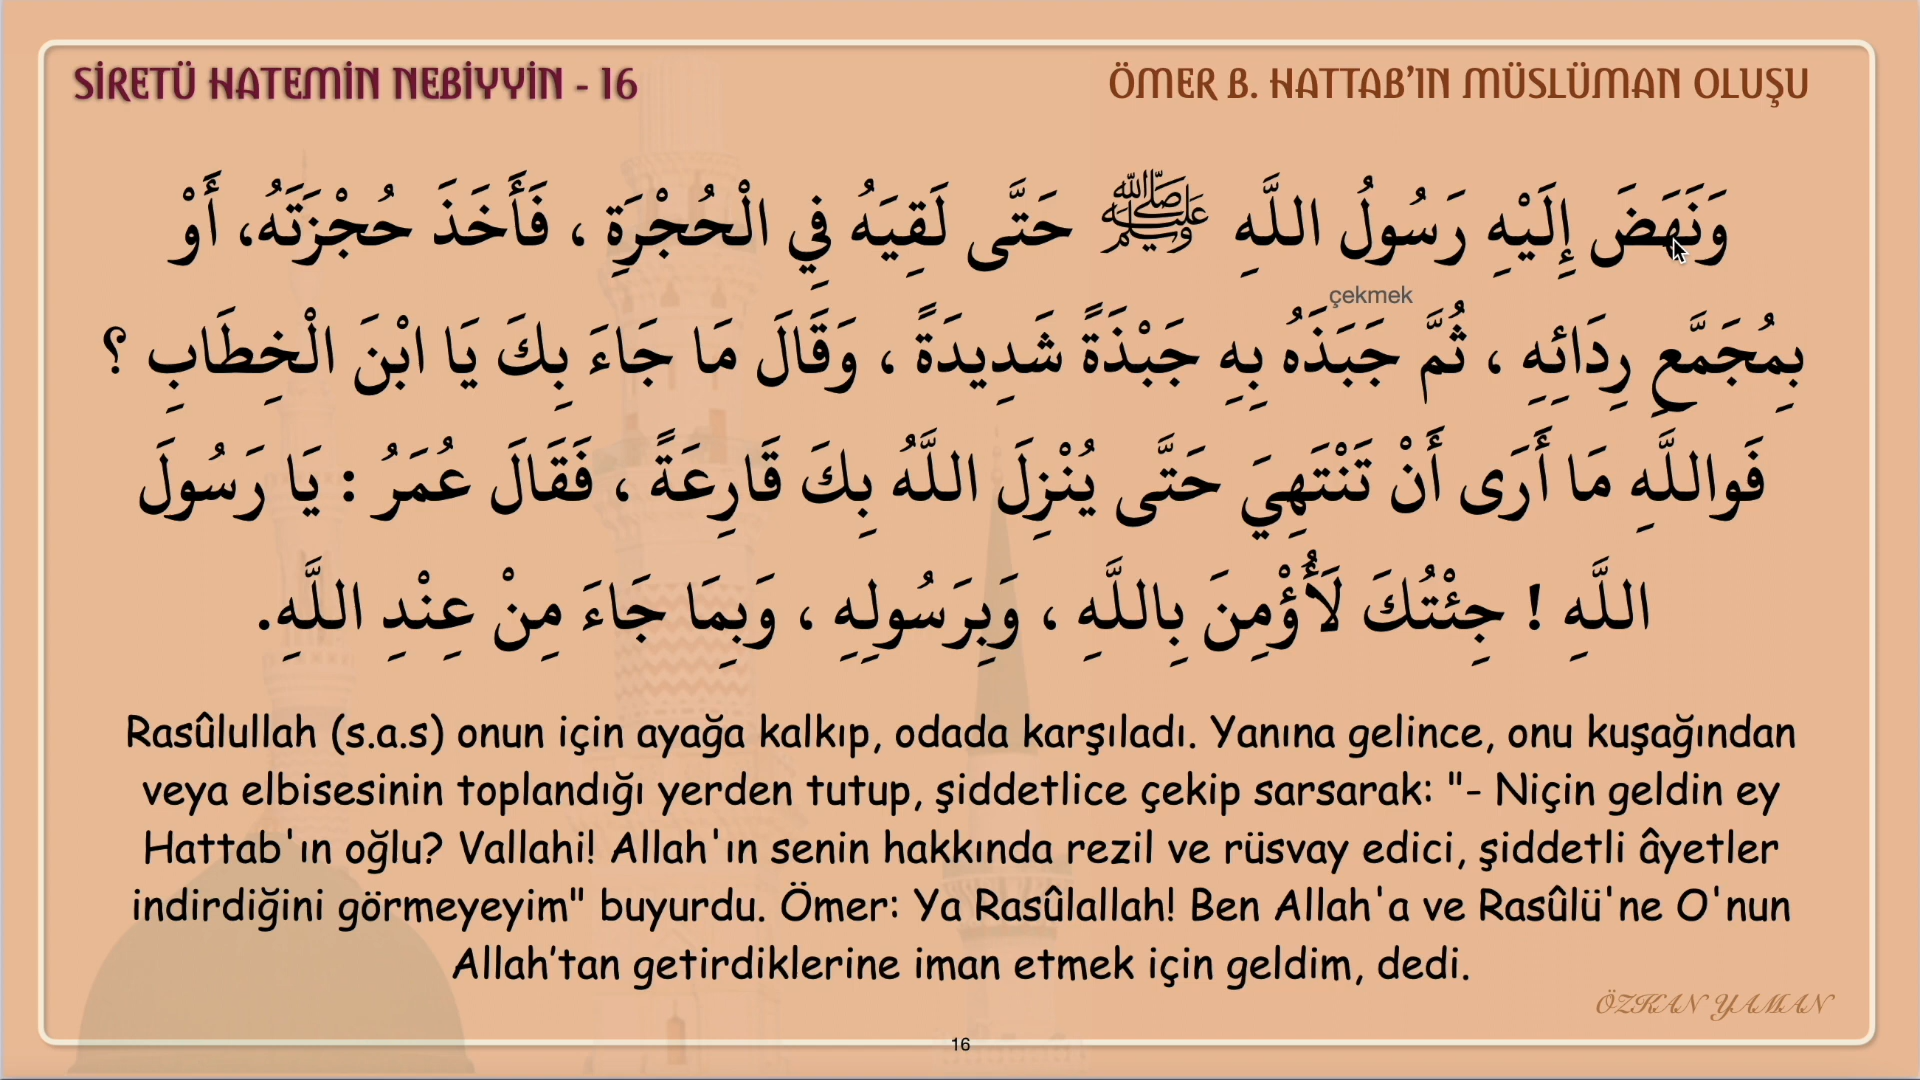 SİRETÜ HATEMİN NEBİYYİN - 16
ÖMER B. HATTAB'IN MÜSLÜMAN OLUŞU
وَنَهَضَ إِلَيْهِ رَسُولُ اللَّهِ ﷺ حَتَّى لَقِيَهُ فِي الْحُجْرَةِ ، فَأَخَذَ حُجْزَتَهُ، أَوْ
çekmek
بِمُجَمَّعِ رِدَائِهِ ، ثُمَّ جَبَذَهُ بِهِ جَبْذَةً شَدِيدَةً ، وَقَالَ مَا جَاءَ بِكَ يَا ابْنَ الْخِطَابِ ؟
فَواللَّهِ مَا أَرَى أَنْ تَنْتَهِيَ حَتَّى يُنْزِلَ اللَّهُ بِكَ قَارِعَةً ، فَقَالَ عُمَرُ : يَا رَسُولَ
اللَّهِ ! جِئْتُكَ لَأُؤْمِنَ بِاللَّهِ ، وَبِرَسُولِهِ ، وَبِمَا جَاءَ مِنْ عِنْدِ اللَّهِ.
Rasûlullah (s.a.s) onun için ayağa kalkıp, odada karşıladı. Yanına gelince, onu kuşağından
veya elbisesinin toplandığı yerden tutup, şiddetlice çekip sarsarak: "- Niçin geldin ey
Hattab'ın oğlu? Vallahi! Allah'ın senin hakkında rezil ve rüsvay edici, şiddetli âyetler
indirdiğini görmeyeyim" buyurdu. Ömer: Ya Rasûlallah! Ben Allah'a ve Rasûlü'ne O'nun
Allah’tan getirdiklerine iman etmek için geldim, dedi.
ÖZKAN YAMAN
16